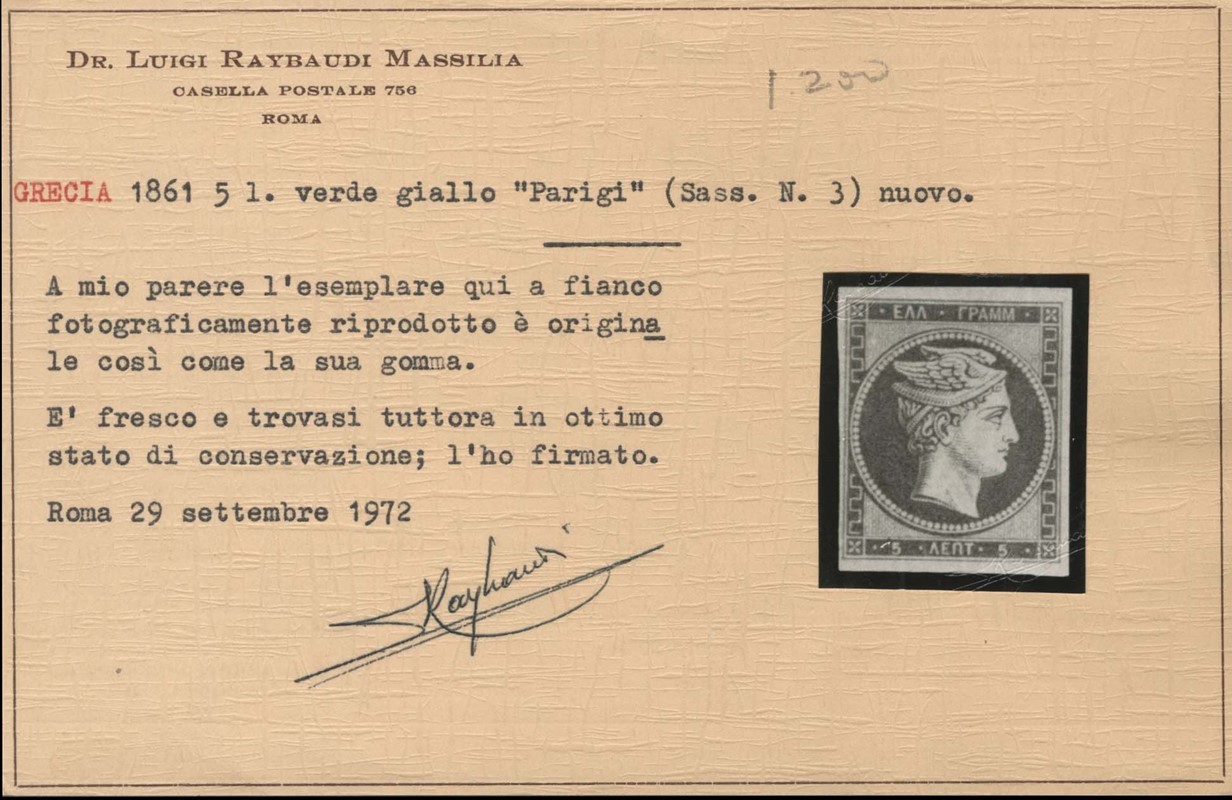 DR. LUIGI RAYBAUDI MASSILIA
CASELLA POSTALE 756
ROMA
1.200
GRECIA 1861 5 l. verde giallo "Parigi" (Sass. N. 3) nuovo.
A mio parere l'esemplare qui a fianco
fotograficamente riprodotto è origina
le così come la sua gomma.
E' fresco e trovasi tuttora in ottimo
stato di conservazione; l'ho firmato.
Roma 29 settembre 1972
Raybaudi
ΕΛΛ · ΓΡΑΜΜ ·
· 5 · ΛΕΠΤ · 5 ·